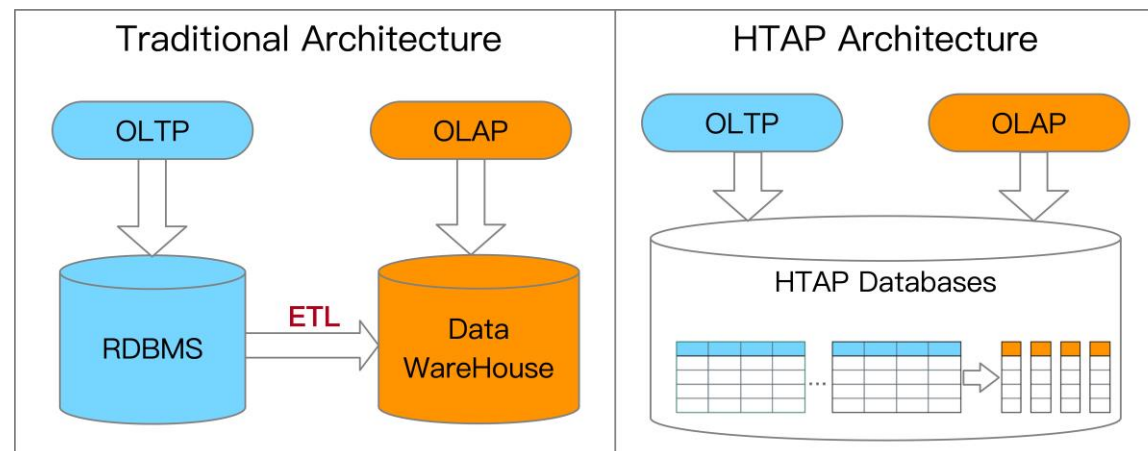 Traditional Architecture
OLTP
OLAP
RDBMS
ETL
Data
WareHouse
HTAP Architecture
OLTP
OLAP
HTAP Databases
...